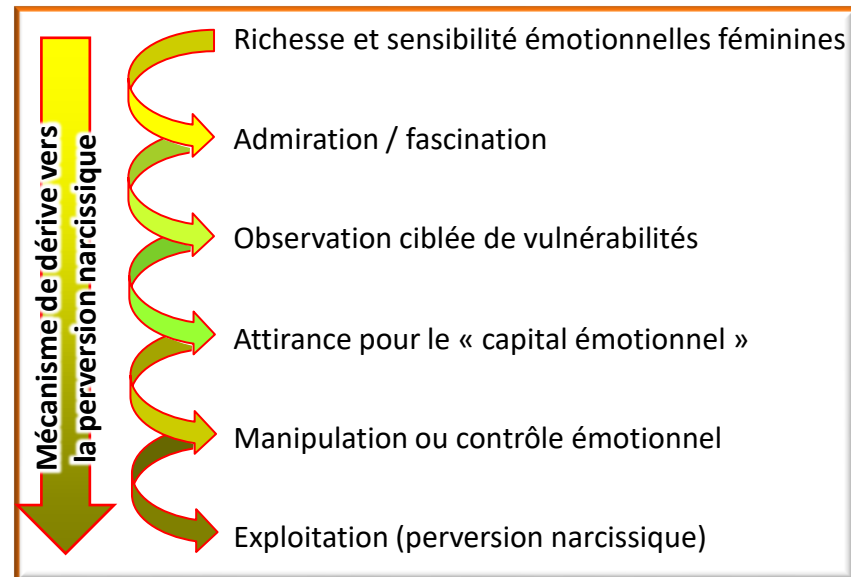 Mécanisme de dérive vers
la perversion narcissique
Richesse et sensibilité émotionnelles féminines
Admiration / fascination
Observation ciblée de vulnérabilités
Attirance pour le « capital émotionnel »
Manipulation ou contrôle émotionnel
Exploitation (perversion narcissique)